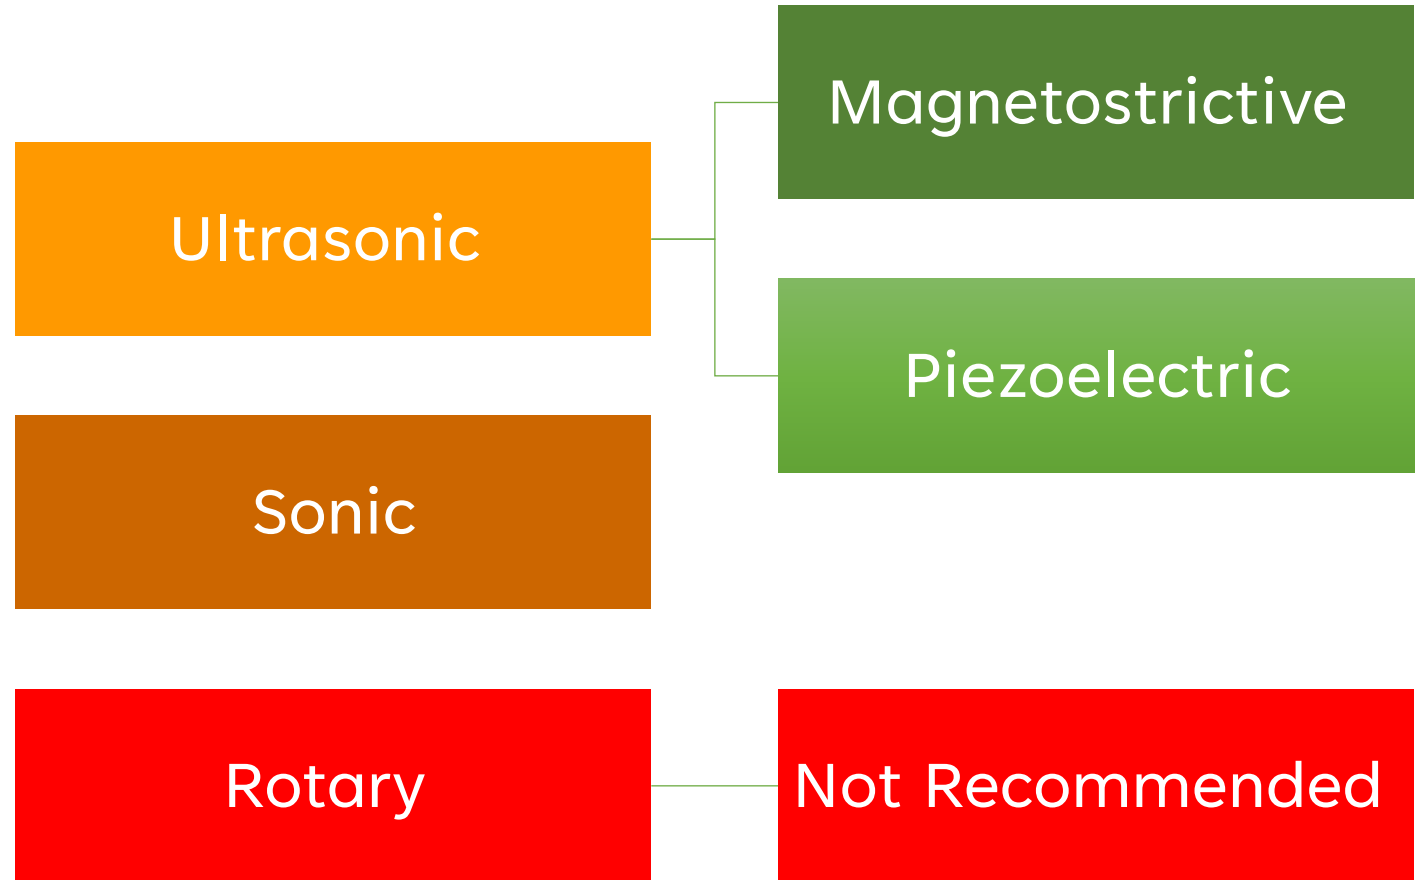 Ultrasonic
Magnetostrictive
Piezoelectric
Sonic
Rotary
Not Recommended